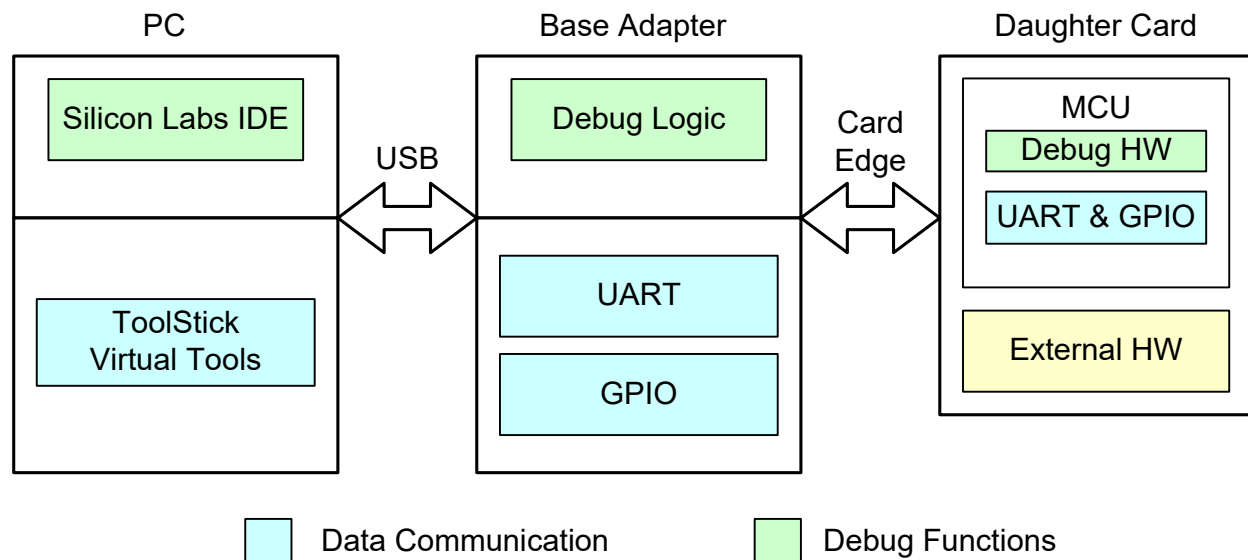 PC
Silicon Labs IDE
ToolStick
Virtual Tools
USB
Base Adapter
Debug Logic
UART
GPIO
Card
Edge
Daughter Card
MCU
Debug HW
UART & GPIO
External HW
Data Communication
Debug Functions